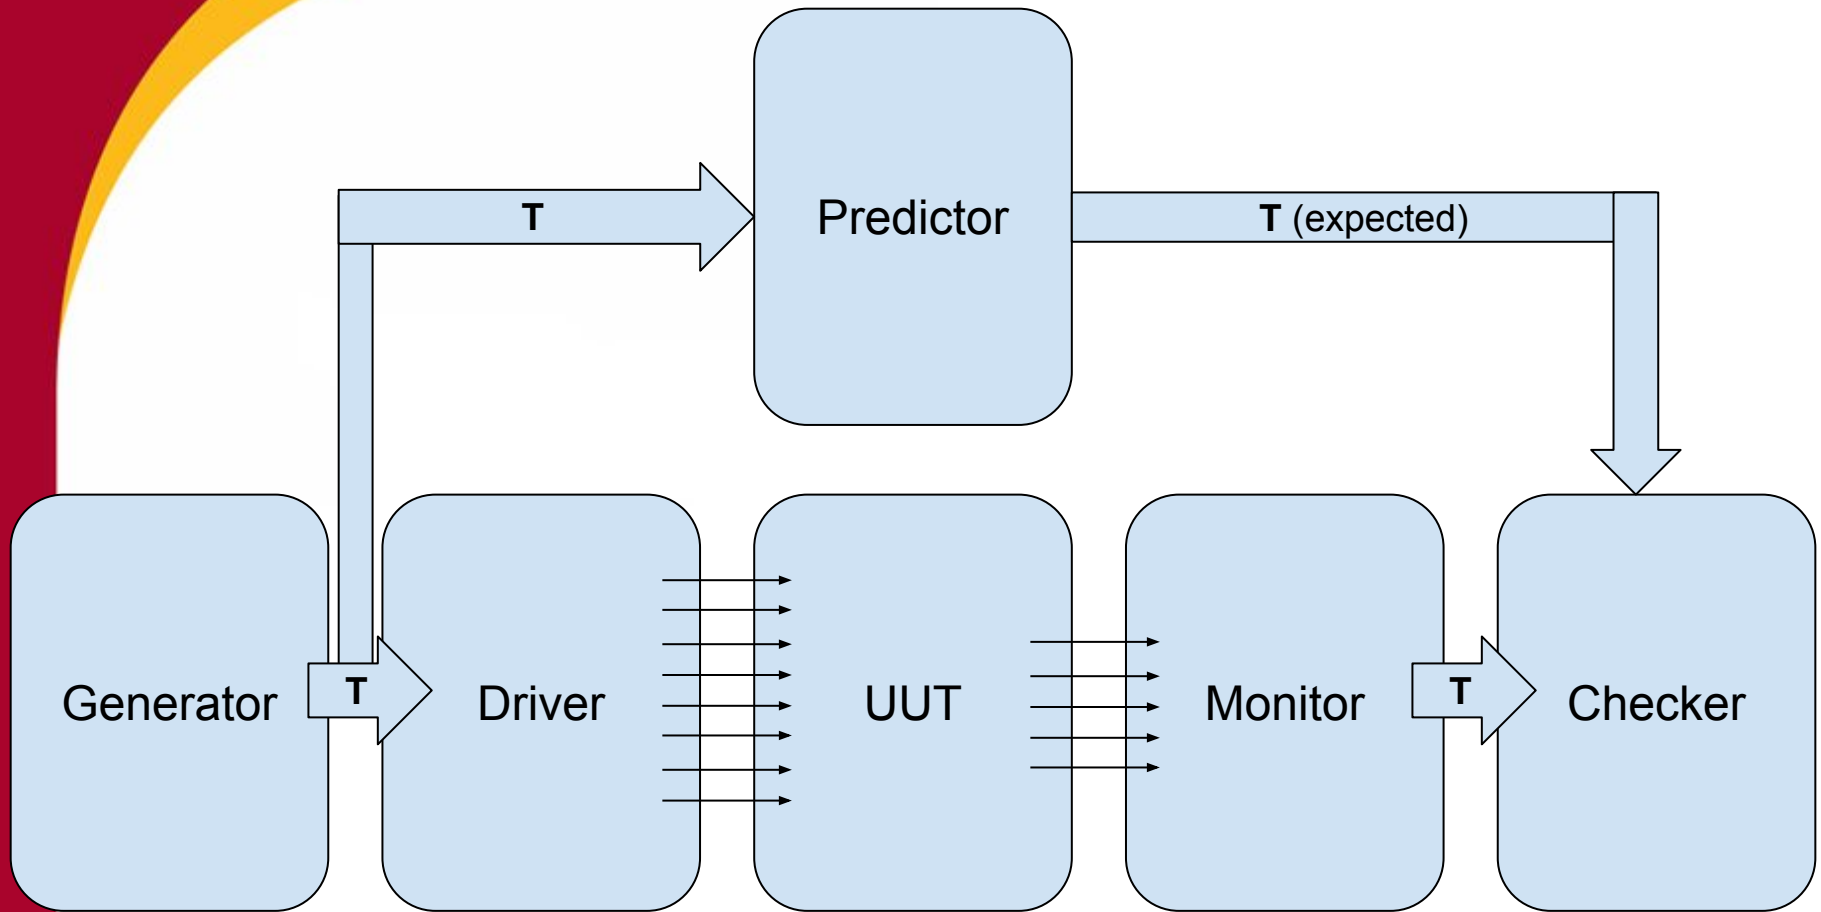 Predictor
T
T (expected)
Generator
T
Driver
UUT
Monitor
T
Checker